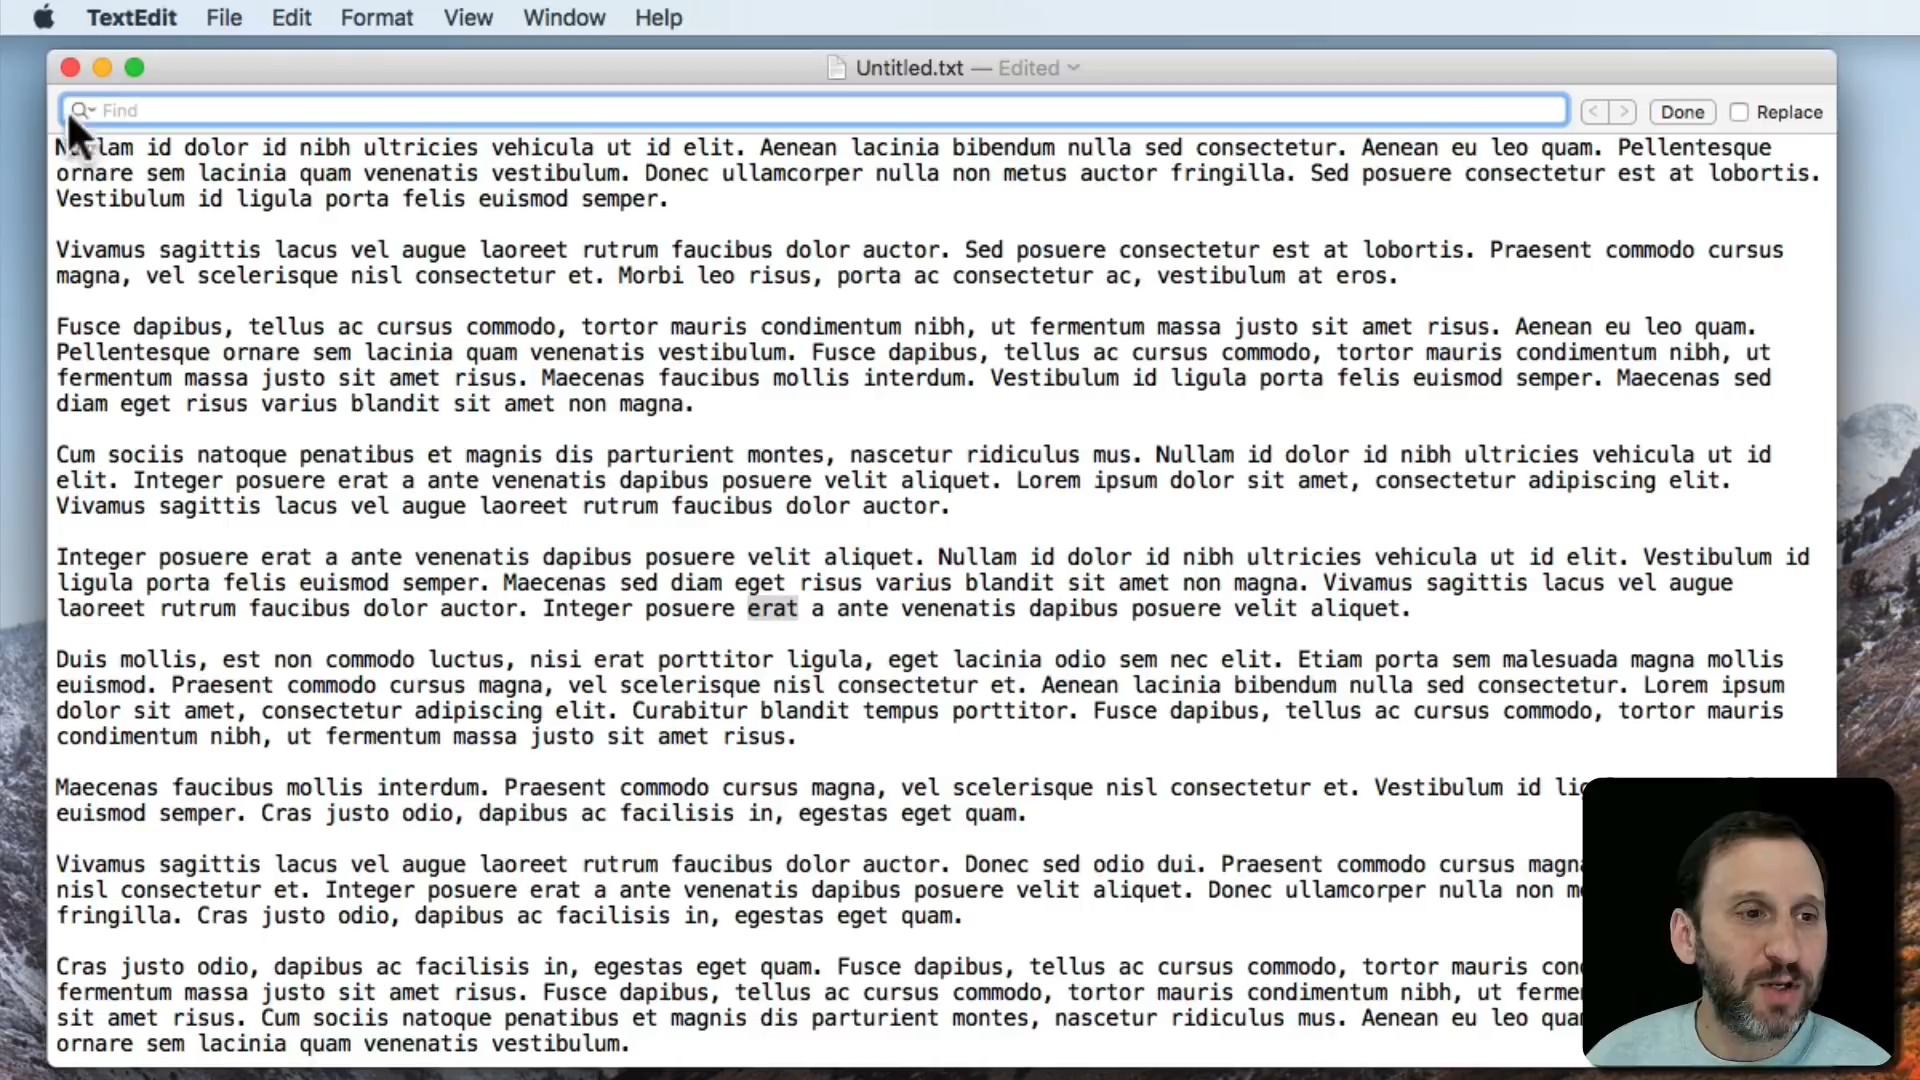 TextEdit File Edit Format View Window Help
Untitled.txt — Edited
Find Done Replace
Nullam id dolor id nibh ultricies vehicula ut id elit. Aenean lacinia bibendum nulla sed consectetur. Aenean eu leo quam. Pellentesque
ornare sem lacinia quam venenatis vestibulum. Donec ullamcorper nulla non metus auctor fringilla. Sed posuere consectetur est at lobortis.
Vestibulum id ligula porta felis euismod semper.
Vivamus sagittis lacus vel augue laoreet rutrum faucibus dolor auctor. Sed posuere consectetur est at lobortis. Praesent commodo cursus
magna, vel scelerisque nisl consectetur et. Morbi leo risus, porta ac consectetur ac, vestibulum at eros.
Fusce dapibus, tellus ac cursus commodo, tortor mauris condimentum nibh, ut fermentum massa justo sit amet risus. Aenean eu leo quam.
Pellentesque ornare sem lacinia quam venenatis vestibulum. Fusce dapibus, tellus ac cursus commodo, tortor mauris condimentum nibh, ut
fermentum massa justo sit amet risus. Maecenas faucibus mollis interdum. Vestibulum id ligula porta felis euismod semper. Maecenas sed
diam eget risus varius blandit sit amet non magna.
Cum sociis natoque penatibus et magnis dis parturient montes, nascetur ridiculus mus. Nullam id dolor id nibh ultricies vehicula ut id
elit. Integer posuere erat a ante venenatis dapibus posuere velit aliquet. Lorem ipsum dolor sit amet, consectetur adipiscing elit.
Vivamus sagittis lacus vel augue laoreet rutrum faucibus dolor auctor.
Integer posuere erat a ante venenatis dapibus posuere velit aliquet. Nullam id dolor id nibh ultricies vehicula ut id elit. Vestibulum id
ligula porta felis euismod semper. Maecenas sed diam eget risus varius blandit sit amet non magna. Vivamus sagittis lacus vel augue
laoreet rutrum faucibus dolor auctor. Integer posuere erat a ante venenatis dapibus posuere velit aliquet.
Duis mollis, est non commodo luctus, nisi erat porttitor ligula, eget lacinia odio sem nec elit. Etiam porta sem malesuada magna mollis
euismod. Praesent commodo cursus magna, vel scelerisque nisl consectetur et. Aenean lacinia bibendum nulla sed consectetur. Lorem ipsum
dolor sit amet, consectetur adipiscing elit. Curabitur blandit tempus porttitor. Fusce dapibus, tellus ac cursus commodo, tortor mauris
condimentum nibh, ut fermentum massa justo sit amet risus.
Maecenas faucibus mollis interdum. Praesent commodo cursus magna, vel scelerisque nisl consectetur et. Vestibulum id
euismod semper. Cras justo odio, dapibus ac facilisis in, egestas eget quam.
Vivamus sagittis lacus vel augue laoreet rutrum faucibus dolor auctor. Donec sed odio dui. Praesent commodo cursus magna
nisl consectetur et. Integer posuere erat a ante venenatis dapibus posuere velit aliquet. Donec ullamcorper nulla non
fringilla. Cras justo odio, dapibus ac facilisis in, egestas eget quam.
Cras justo odio, dapibus ac facilisis in, egestas eget quam. Fusce dapibus, tellus ac cursus commodo, tortor mauris
fermentum massa justo sit amet risus. Fusce dapibus, tellus ac cursus commodo, tortor mauris condimentum nibh, ut
sit amet risus. Cum sociis natoque penatibus et magnis dis parturient montes, nascetur ridiculus mus. Aenean eu leo
ornare sem lacinia quam venenatis vestibulum.